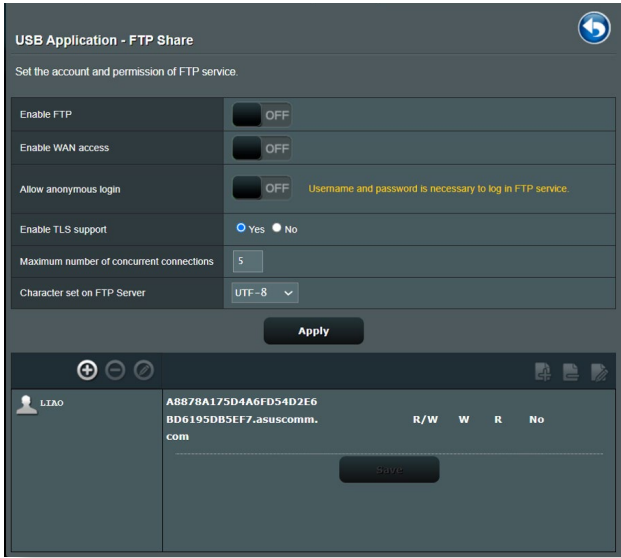 USB Application - FTP Share
Set the account and permission of FTP service.
Enable FTP
OFF
Enable WAN access
OFF
Allow anonymous login
OFF
Username and password is necessary to log in FTP service.
Enable TLS support
Yes No
Maximum number of concurrent connections
5
Character set on FTP Server
UTF-8
Apply
LIAO
A8878A175D4A6FD54D2E6
BD6195DB5EF7.asuscomm.
com
R/W W R No
Save